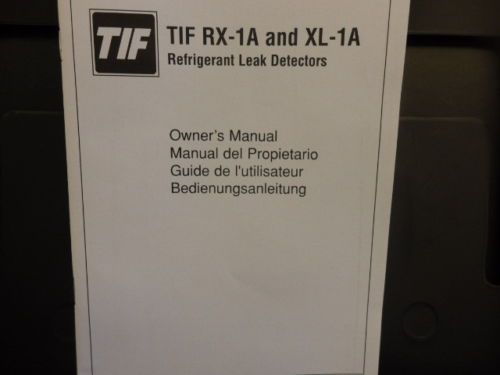 TIF
TIF RX-1A and XL-1A
Refrigerant Leak Detectors
Owner's Manual
Manual del Propietario
Guide de l'utilisateur
Bedienungsanleitung